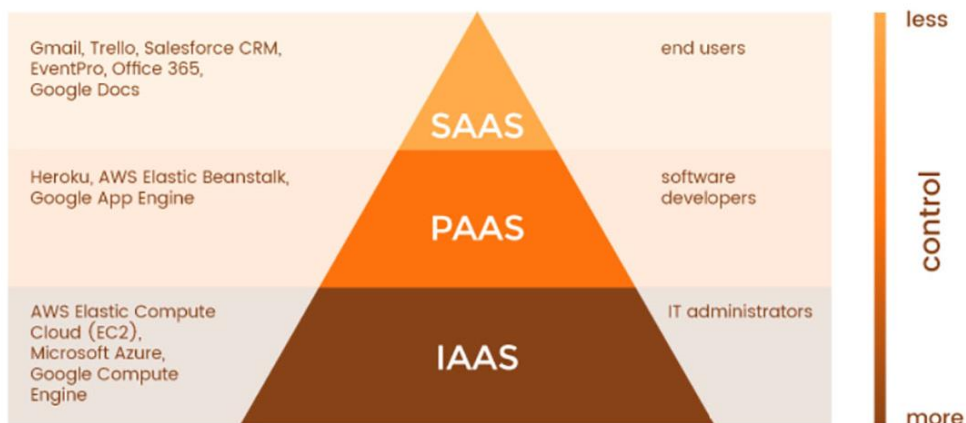 less
Gmail, Trello, Salesforce CRM,
EventPro, Office 365,
Google Docs
end users
SAAS
Heroku, AWS Elastic Beanstalk,
Google App Engine
software
developers
PAAS
control
AWS Elastic Compute
Cloud (EC2),
Microsoft Azure,
Google Compute
Engine
IT administrators
IAAS
more